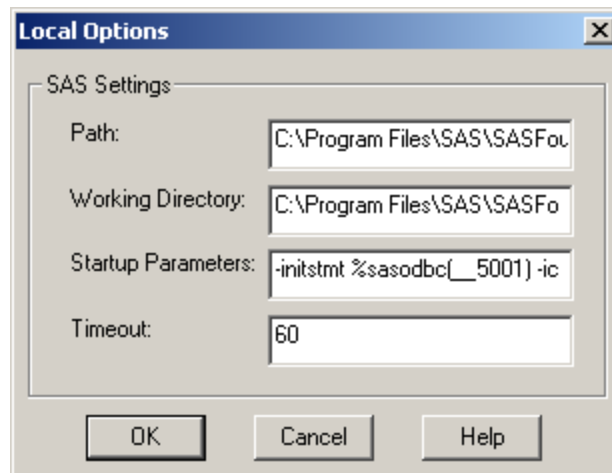 Local Options
SAS Settings
Path: C:\Program Files\SAS\SASFou
Working Directory: C:\Program Files\SAS\SASFo
Startup Parameters: -initstmt %sasodbc(__5001) -ic
Timeout: 60
OK Cancel Help